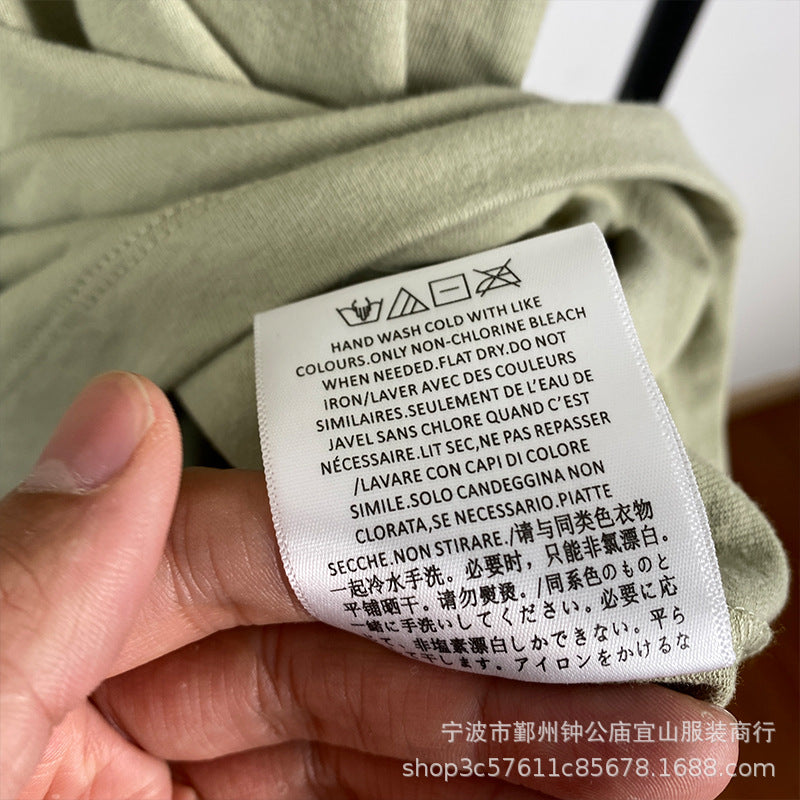 HAND WASH COLD WITH LIKE
COLOURS.ONLY NON-CHLORINE BLEACH
WHEN NEEDED.FLAT DRY.DO NOT
IRON/LAVER AVEC DES COULEURS
SIMILAIRES.SEULEMENT DE L'EAU DE
JAVEL SANS CHLORE QUAND C'EST
NÉCESSAIRE.LIT SEC,NE PAS REPASSER
/LAVARE CON CAPI DI COLORE
SIMILE.SOLO CANDEGGINA NON
CLORATA,SE NECESSARIO.PIATTE
SECCHE.NON STIRARE./请与同类色衣物
一起冷水手洗。必要时，只能非氯漂白。
平铺晒干。请勿熨烫。/同系色のものと
一緒に手洗いしてください。必要に応
非塩素漂白しかできない。平ら
干します。アイロンをかけるな
宁波市鄞州钟公庙宜山服装商行
shop3c57611c85678.1688.com